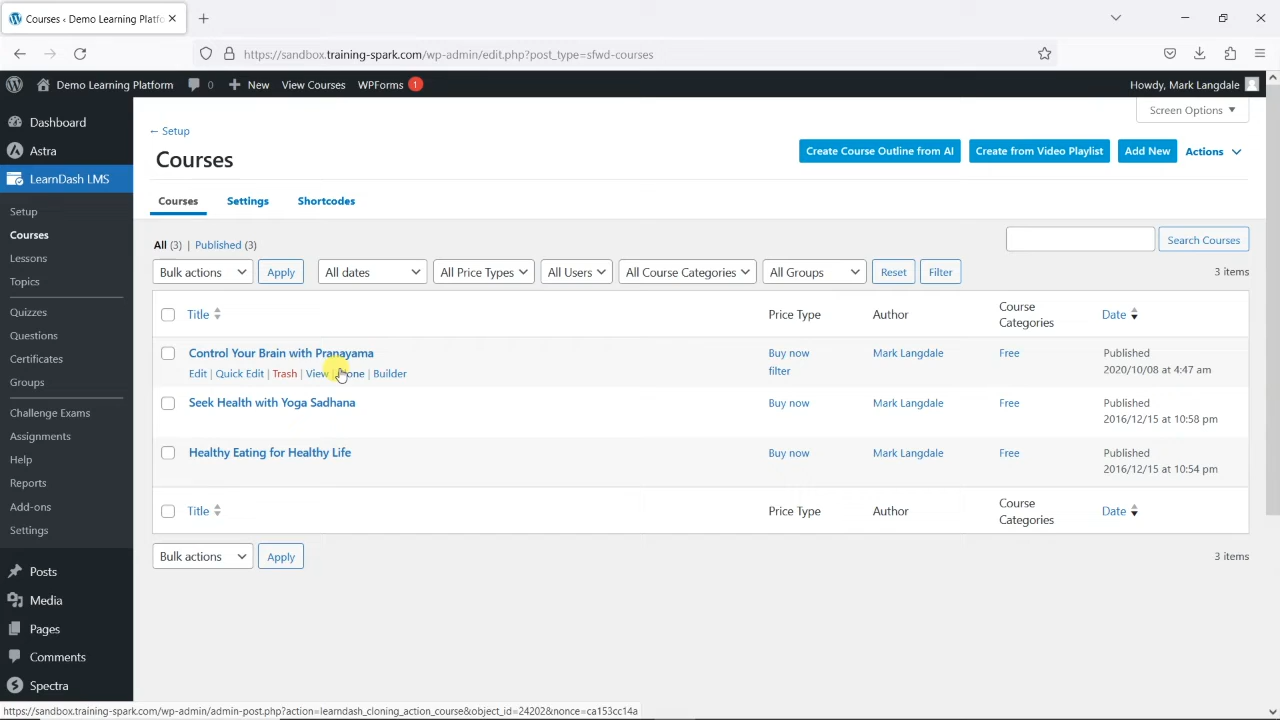 Courses ‹ Demo Learning Platfo
https://sandbox.training-spark.com/wp-admin/edit.php?post_type=sfwd-courses
Demo Learning Platform 0 New View Courses WPForms 1 Howdy, Mark Langdale
Screen Options
Dashboard
Astra
LearnDash LMS
Setup
Courses
Lessons
Topics
Quizzes
Questions
Certificates
Groups
Challenge Exams
Assignments
Help
Reports
Add-ons
Settings
Posts
Media
Pages
Comments
Spectra
← Setup
Courses
Create Course Outline from AI Create from Video Playlist Add New Actions
Courses Settings Shortcodes
All (3) | Published (3)
Search Courses
Bulk actions Apply All dates All Price Types All Users All Course Categories All Groups Reset Filter 3 items
Title Price Type Author Course Categories Date
Control Your Brain with Pranayama Buy now Mark Langdale Free Published
Edit | Quick Edit | Trash | View | Clone | Builder filter 2020/10/08 at 4:47 am
Seek Health with Yoga Sadhana Buy now Mark Langdale Free Published
2016/12/15 at 10:58 pm
Healthy Eating for Healthy Life Buy now Mark Langdale Free Published
2016/12/15 at 10:54 pm
Title Price Type Author Course Categories Date
Bulk actions Apply 3 items
https://sandbox.training-spark.com/wp-admin/admin-post.php?action=learndash_cloning_action_course&object_id=24202&nonce=ca153cc14a